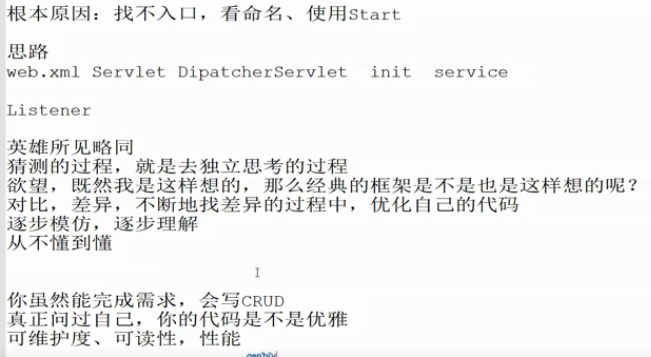 根本原因：找不入口，看命名、使用Start
思路
web.xml Servlet DipatcherServlet init service
Listener
英雄所见略同
猜测的过程，就是去独立思考的过程
欲望，既然我是这样想的，那么经典的框架是不是也是这样想的呢？
对比，差异，不断地找差异的过程中，优化自己的代码
逐步模仿，逐步理解
从不懂到懂
你虽然能完成需求，会写CRUD
真正问过自己，你的代码是不是优雅
可维护度、可读性，性能